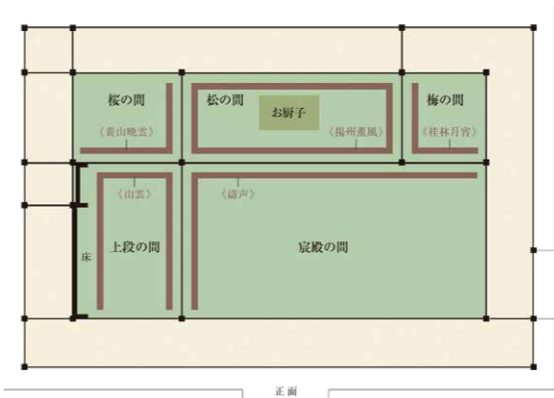 桜の間
松の間
お厨子
梅の間
《黄山暁雲》
《揚州薫風》
《桂林月宵》
《山雲》
《濤声》
床
上段の間
宸殿の間
正面